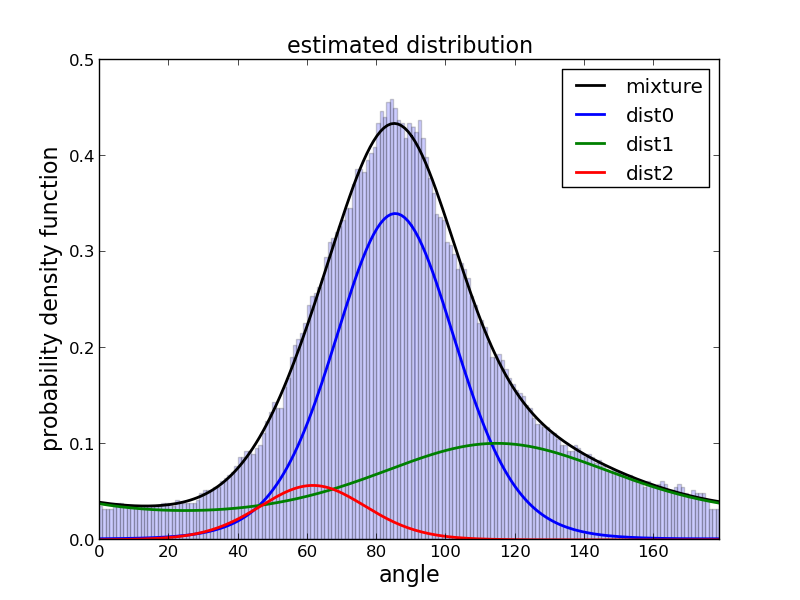 estimated distribution
mixture
dist0
dist1
dist2
probability density function
0.5
0.4
0.3
0.2
0.1
0.0
0 20 40 60 80 100 120 140 160
angle